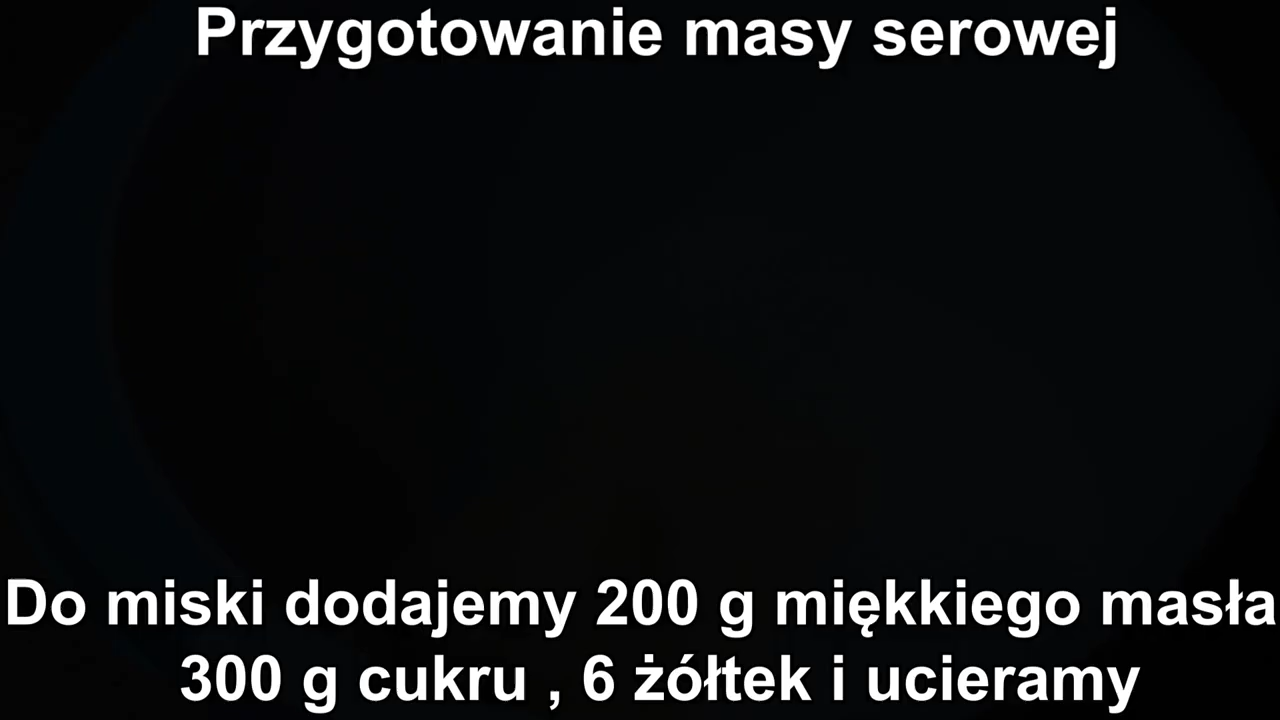 Przygotowanie masy serowej
Do miski dodajemy 200 g miękkiego masła
300 g cukru , 6 żółtek i ucieramy